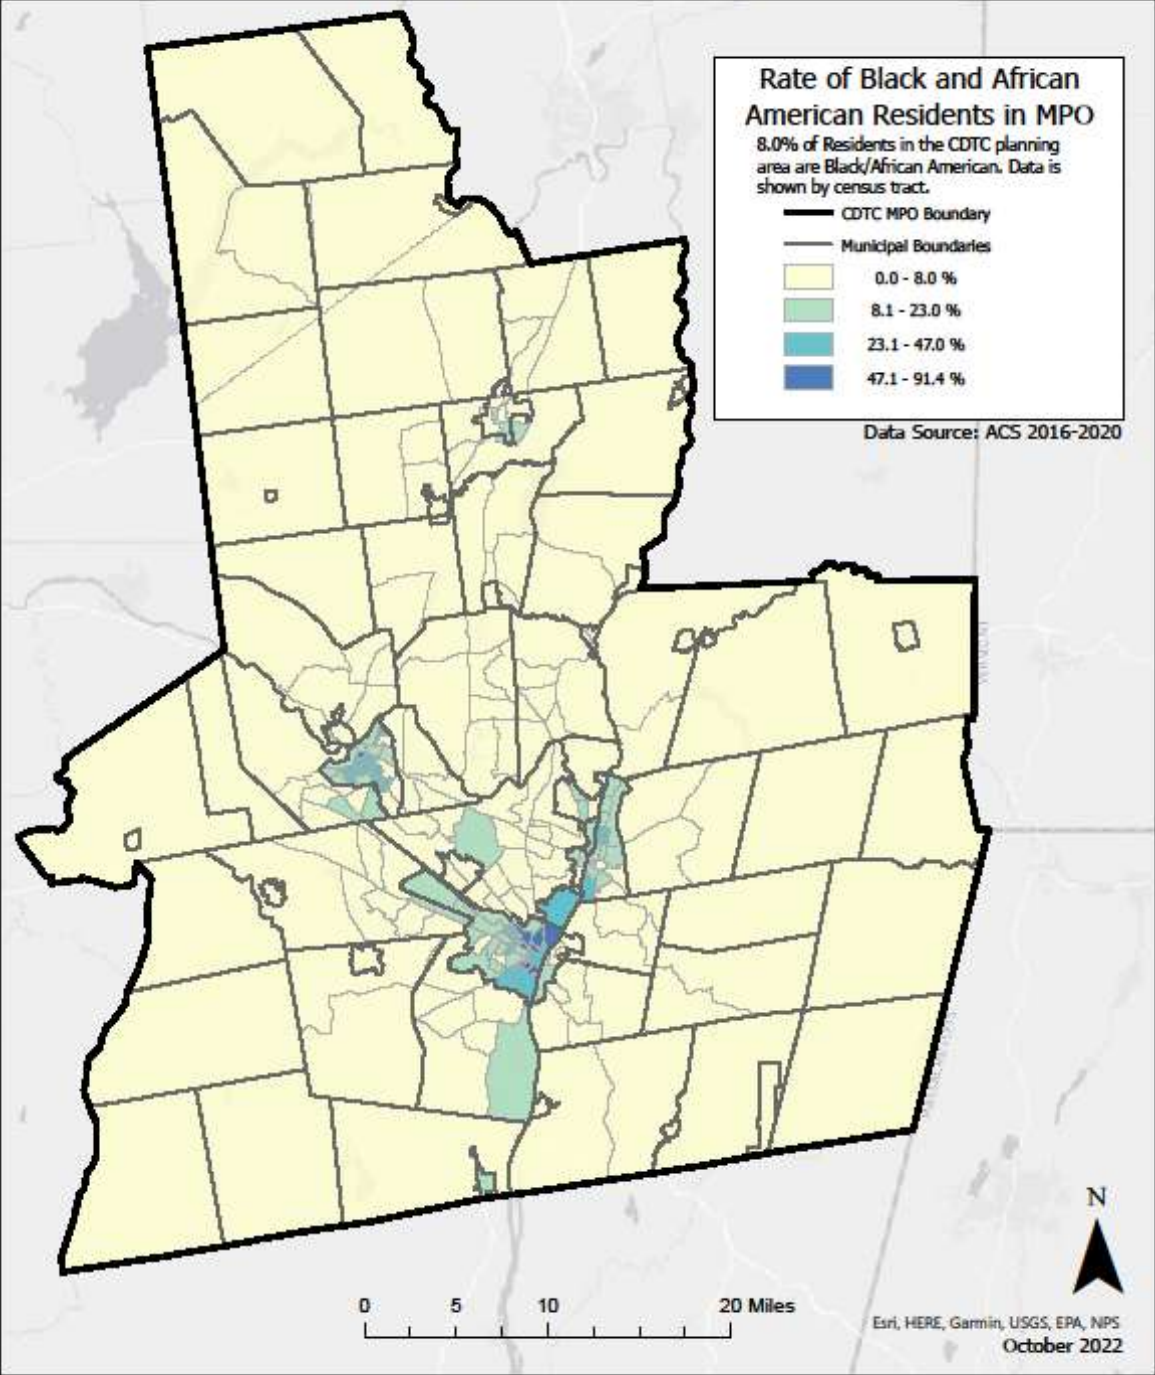 Rate of Black and African
American Residents in MPO
8.0% of Residents in the CDTC planning
area are Black/African American. Data is
shown by census tract.
CDTC MPO Boundary
Municipal Boundaries
0.0 - 8.0 %
8.1 - 23.0 %
23.1 - 47.0 %
47.1 - 91.4 %
Data Source: ACS 2016-2020
N
0 5 10 20 Miles
Esri, HERE, Garmin, USGS, EPA, NPS
October 2022